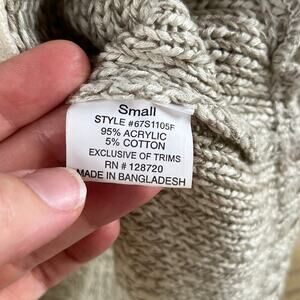 Small
STYLE #67S1105F
95% ACRYLIC
5% COTTON
EXCLUSIVE OF TRIMS
RN # 128720
MADE IN BANGLADESH